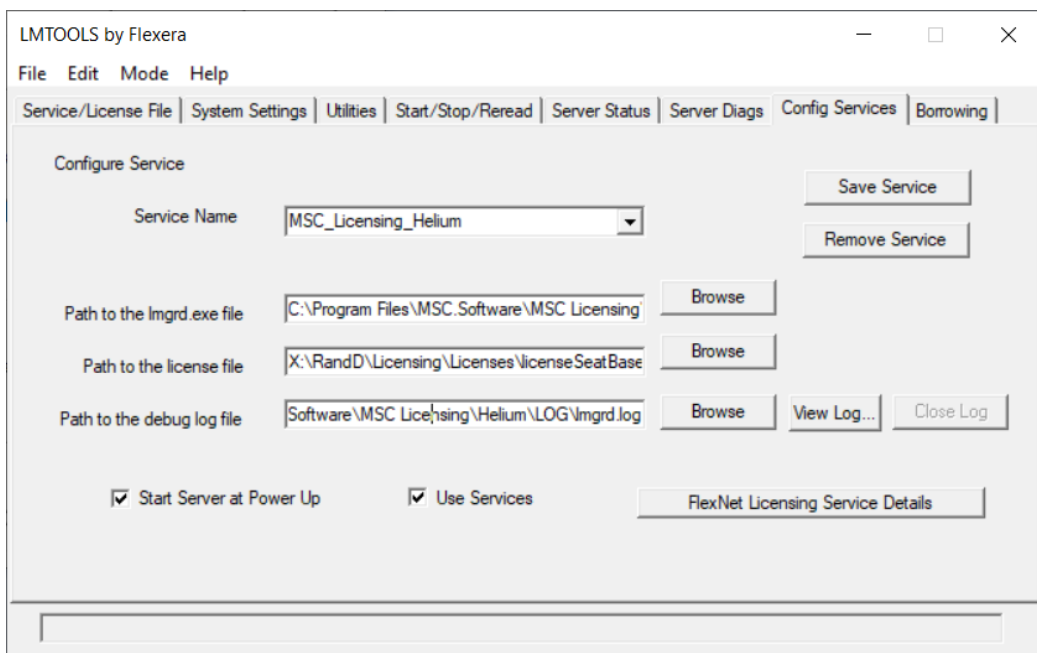 LMTOOLS by Flexera
File Edit Mode Help
Service/License File System Settings Utilities Start/Stop/Reread Server Status Server Diags Config Services Borrowing
Configure Service
Save Service
Service Name MSC_Licensing_Helium
Remove Service
Path to the lmgrd.exe file C:\Program Files\MSC.Software\MSC Licensing\ Browse
Path to the license file X:\RandD\Licensing\Licenses\licenseSeatBase Browse
Path to the debug log file Software\MSC Licensing\Helium\LOG\lmgrd.log Browse View Log... Close Log
Start Server at Power Up Use Services FlexNet Licensing Service Details